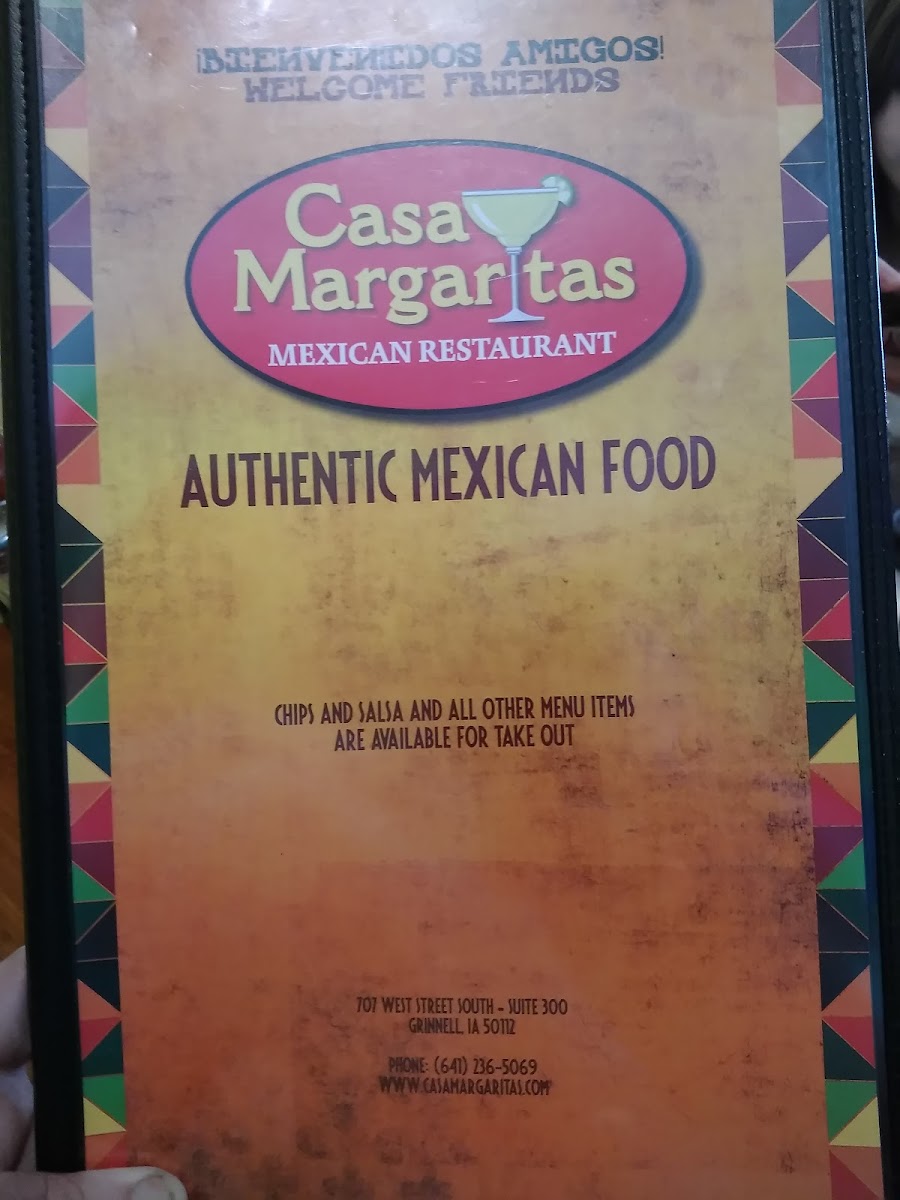 ¡BIENVENIDOS AMIGOS!
WELCOME FRIENDS
Casa
Margaritas
MEXICAN RESTAURANT
AUTHENTIC MEXICAN FOOD
CHIPS AND SALSA AND ALL OTHER MENU ITEMS
ARE AVAILABLE FOR TAKE OUT
707 WEST STREET SOUTH - SUITE 300
GRINNELL, IA 50112
PHONE: (641) 236-5069
WWW.CASAMARGARITAS.COM